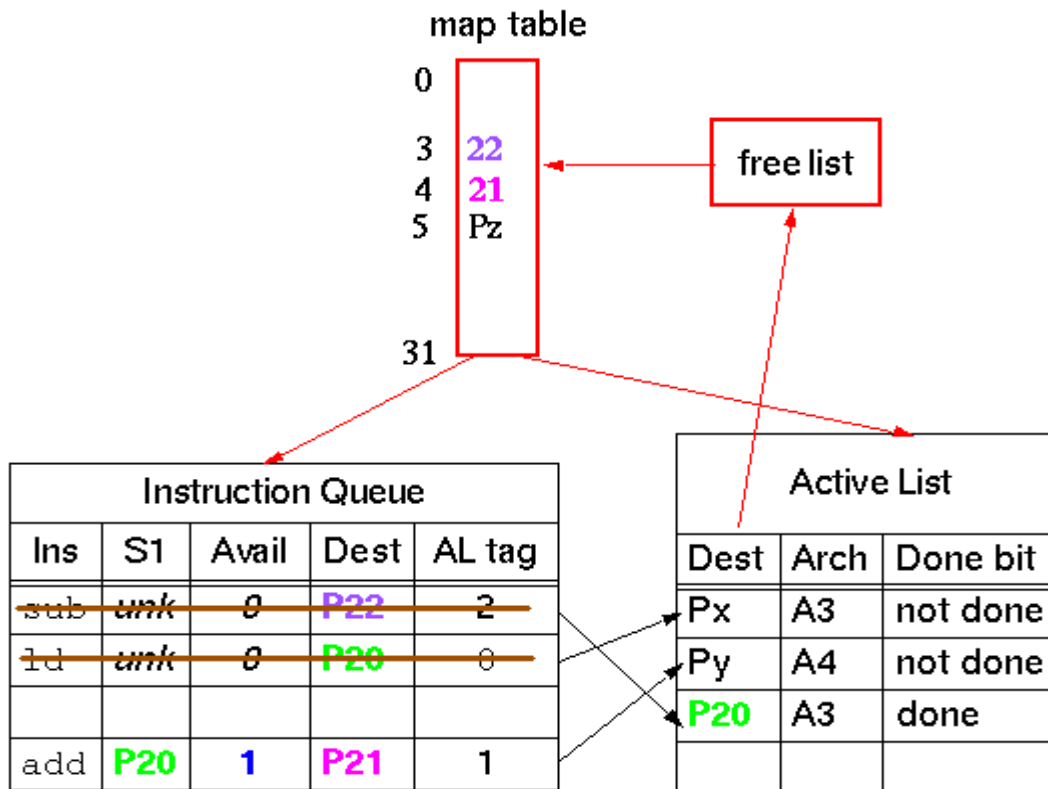 map table
0
3 22
4 21
5 Pz
31
free list
Instruction Queue
Ins S1 Avail Dest AL tag
sub unk 0 P22 2
ld unk 0 P20 0
add P20 1 P21 1
Active List
Dest Arch Done bit
Px A3 not done
Py A4 not done
P20 A3 done